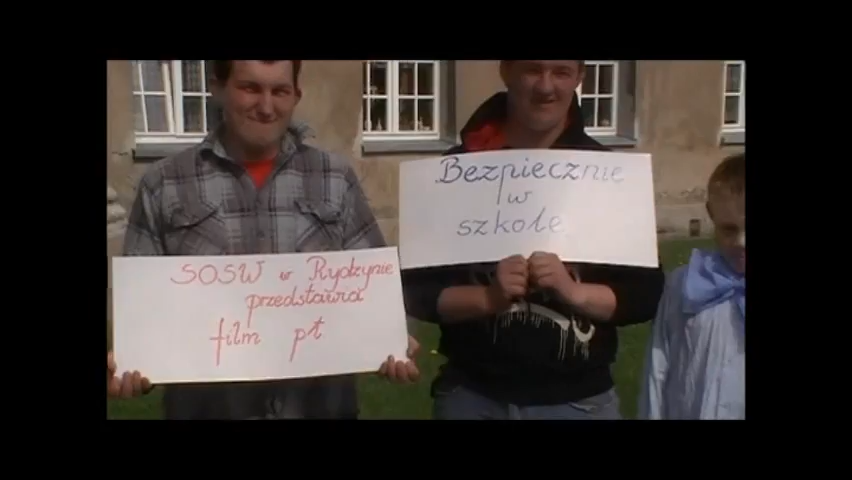 SOSW w Rydzynie
przedstawia
film pt
Bezpiecznie
w
szkole